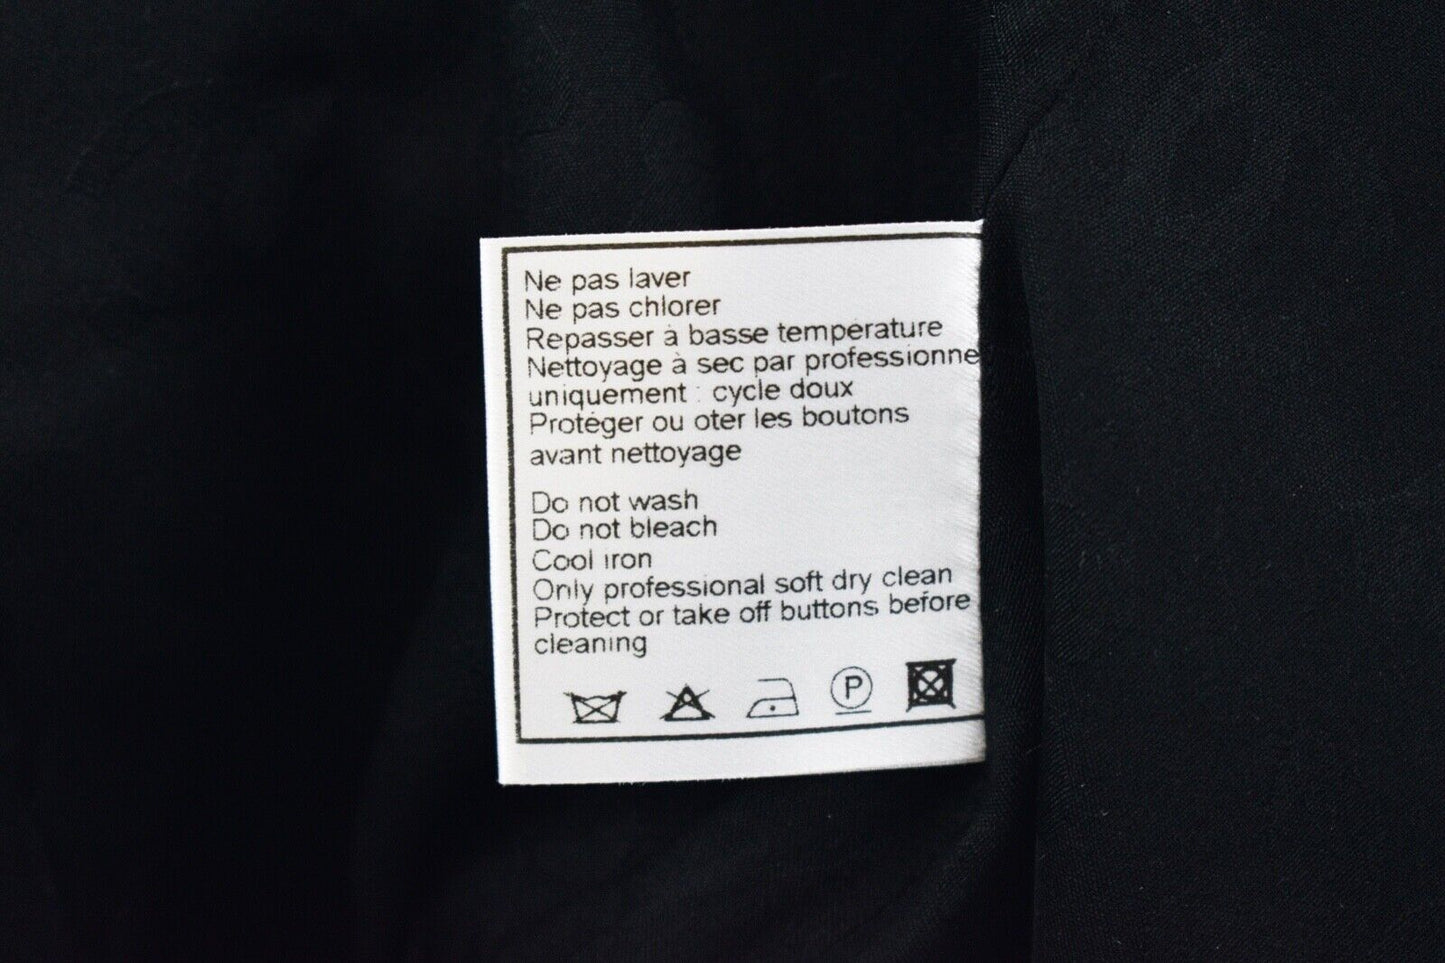 Ne pas laver
Ne pas chlorer
Repasser à basse température
Nettoyage à sec par professionne
uniquement : cycle doux
Protéger ou oter les boutons
avant nettoyage
Do not wash
Do not bleach
Cool iron
Only professional soft dry clean
Protect or take off buttons before
cleaning
P